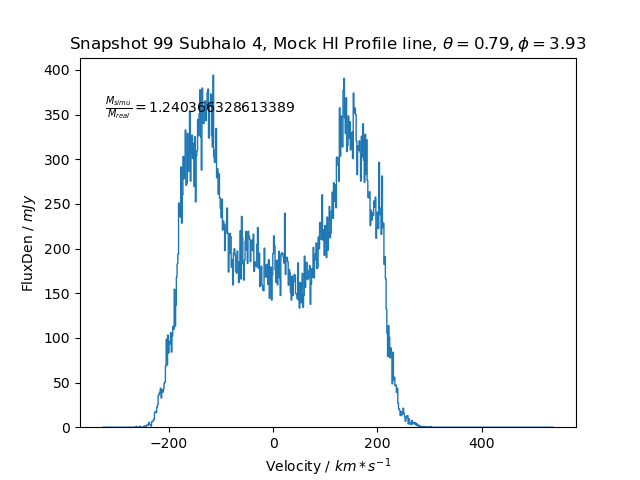 Snapshot 99 Subhalo 4, Mock HI Profile line, θ = 0.79, ϕ = 3.93
400
M_simu/M_real = 1.240366328613389
350
300
250
200
150
100
50
0
FluxDen / mJy
−200 0 200 400
Velocity / km * s⁻¹